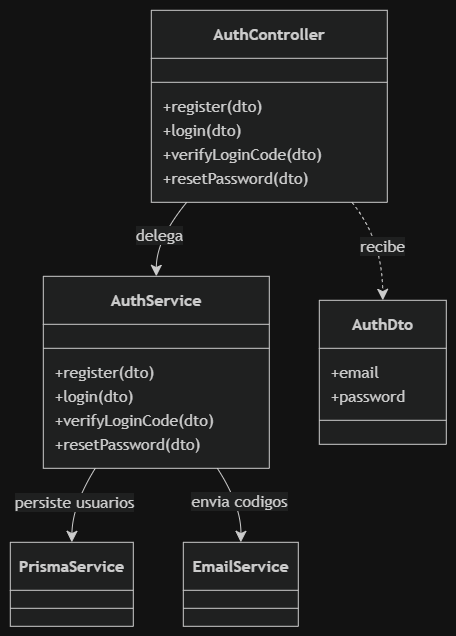 AuthController
+register(dto)
+login(dto)
+verifyLoginCode(dto)
+resetPassword(dto)
delega
recibe
AuthService
+register(dto)
+login(dto)
+verifyLoginCode(dto)
+resetPassword(dto)
AuthDto
+email
+password
persiste usuarios
envia codigos
PrismaService
EmailService